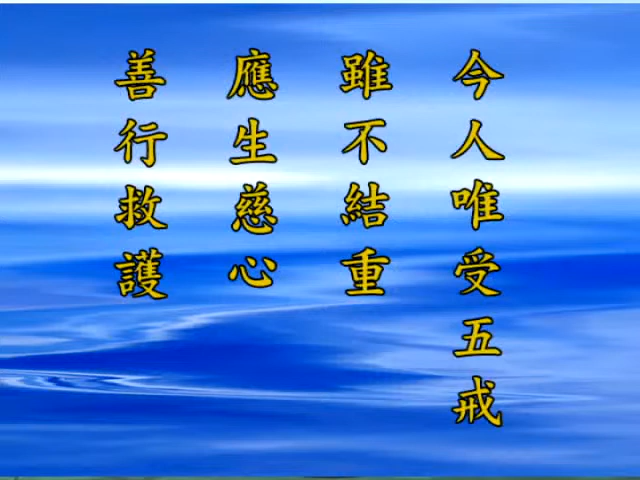 今人唯受五戒
雖不結重
應生慈心
善行救護